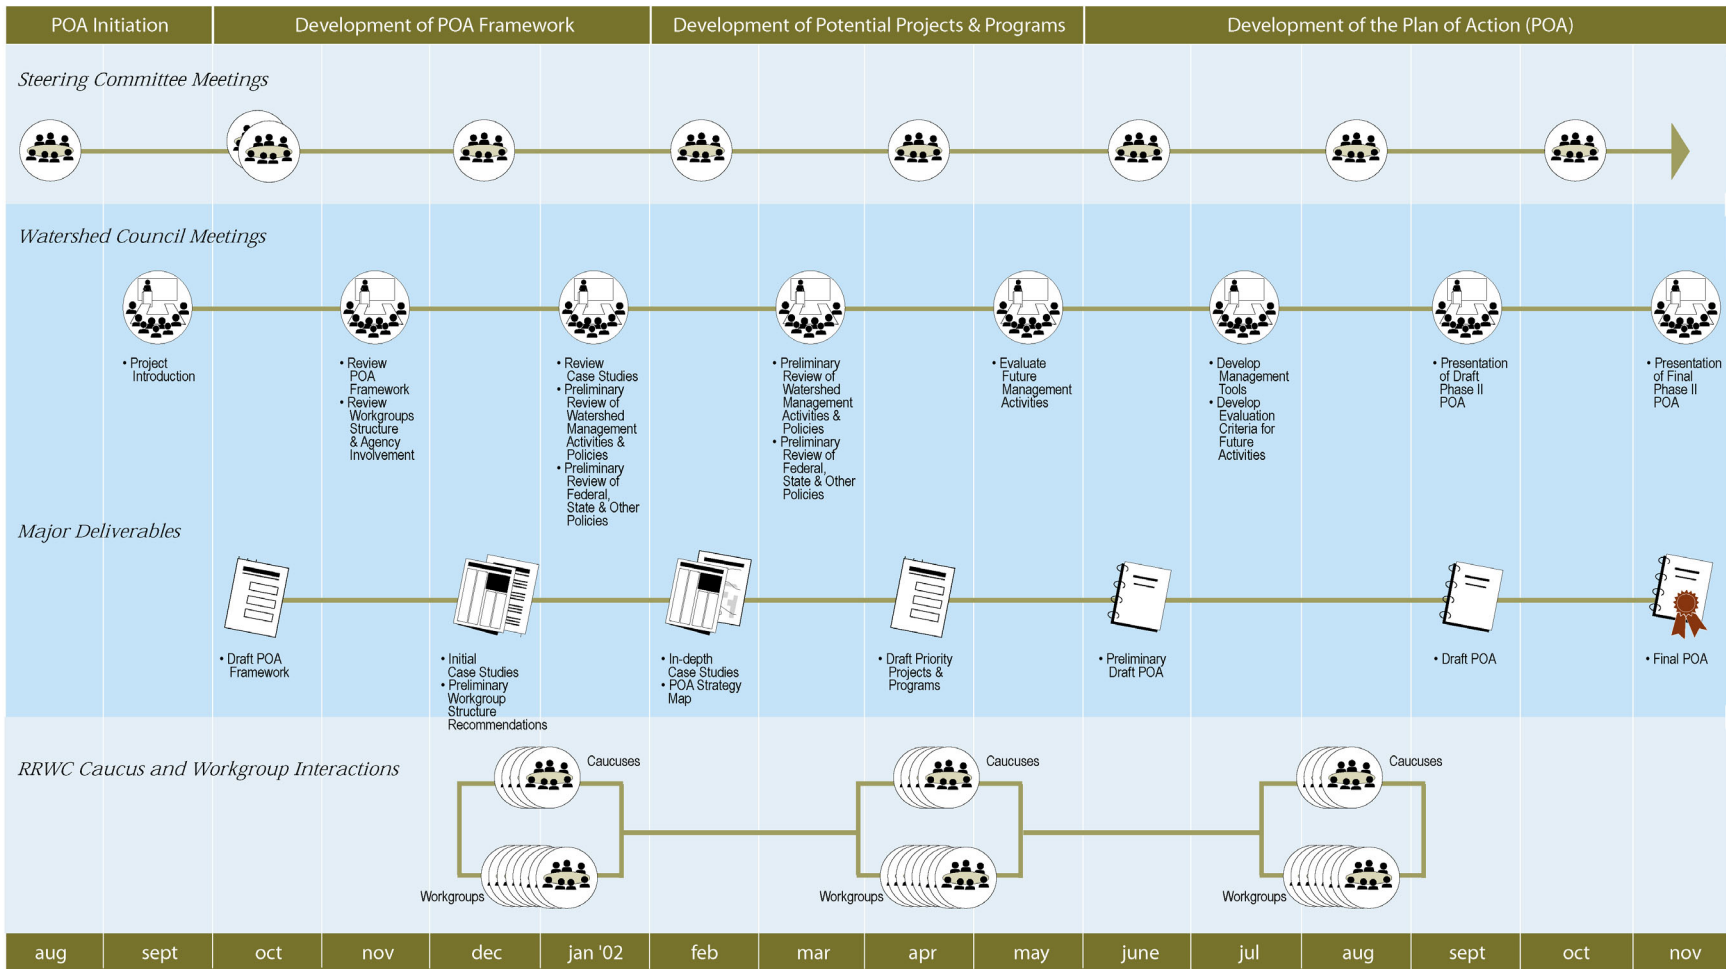 POA Initiation
Development of POA Framework
Development of Potential Projects & Programs
Development of the Plan of Action (POA)
Steering Committee Meetings
Watershed Council Meetings
• Project
Introduction
• Review
POA
Framework
• Review
Workgroups
Structure
& Agency
Involvement
• Review
Case Studies
• Preliminary
Review of
Watershed
Management
Activities &
Policies
• Preliminary
Review of
Federal,
State & Other
Policies
• Preliminary
Review of
Watershed
Management
Activities &
Policies
• Preliminary
Review of
Federal,
State & Other
Policies
• Evaluate
Future
Management
Activities
• Develop
Management
Tools
• Develop
Evaluation
Criteria for
Future
Activities
• Presentation
of Draft
Phase II
POA
• Presentation
of Final
Phase II
POA
Major Deliverables
• Draft POA
Framework
• Initial
Case Studies
• Preliminary
Workgroup
Structure
Recommendations
• In-depth
Case Studies
• POA Strategy
Map
• Draft Priority
Projects &
Programs
• Preliminary
Draft POA
• Draft POA
• Final POA
RRWC Caucus and Workgroup Interactions
Caucuses
Workgroups
Caucuses
Workgroups
Caucuses
Workgroups
aug
sept
oct
nov
dec
jan '02
feb
mar
apr
may
june
jul
aug
sept
oct
nov